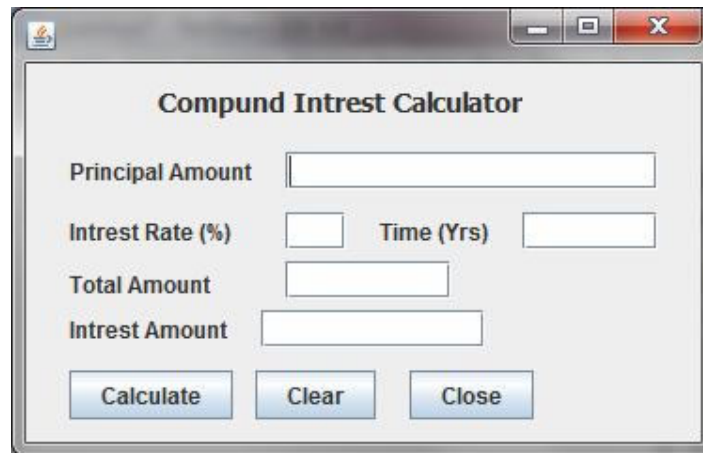 Compund Intrest Calculator
Principal Amount
Intrest Rate (%) Time (Yrs)
Total Amount
Intrest Amount
Calculate Clear Close